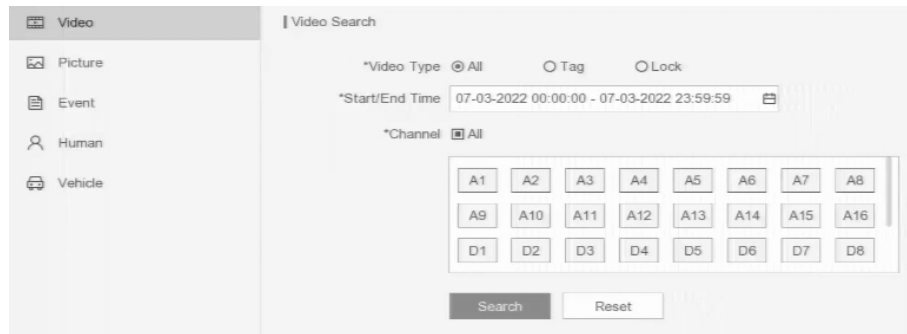 Video
Picture
Event
Human
Vehicle
Video Search
*Video Type All Tag Lock
*Start/End Time 07-03-2022 00:00:00 - 07-03-2022 23:59:59
*Channel All
A1 A2 A3 A4 A5 A6 A7 A8
A9 A10 A11 A12 A13 A14 A15 A16
D1 D2 D3 D4 D5 D6 D7 D8
Search Reset